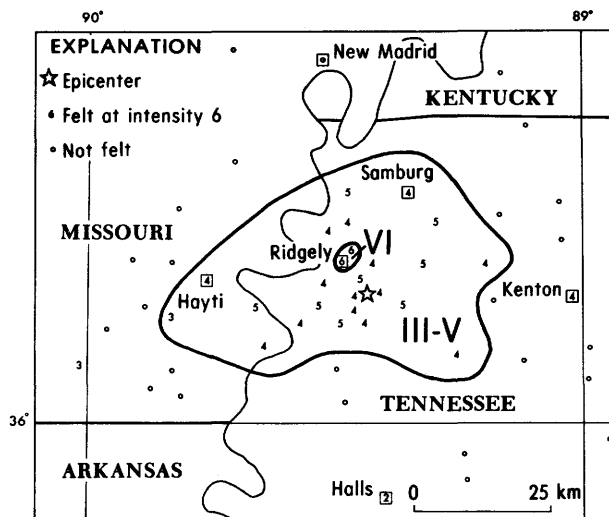 90°
89°
EXPLANATION
Epicenter
6 Felt at intensity 6
Not felt
New Madrid
KENTUCKY
Samburg
4
5
5
4
4
MISSOURI
Ridgely
6
6
VI
4
5
4
Hayti
4
5
5
4
4
Kenton
4
3
5
4
5
4
5
4
III-V
3
4
4
TENNESSEE
36°
ARKANSAS
Halls
2
0
25 km